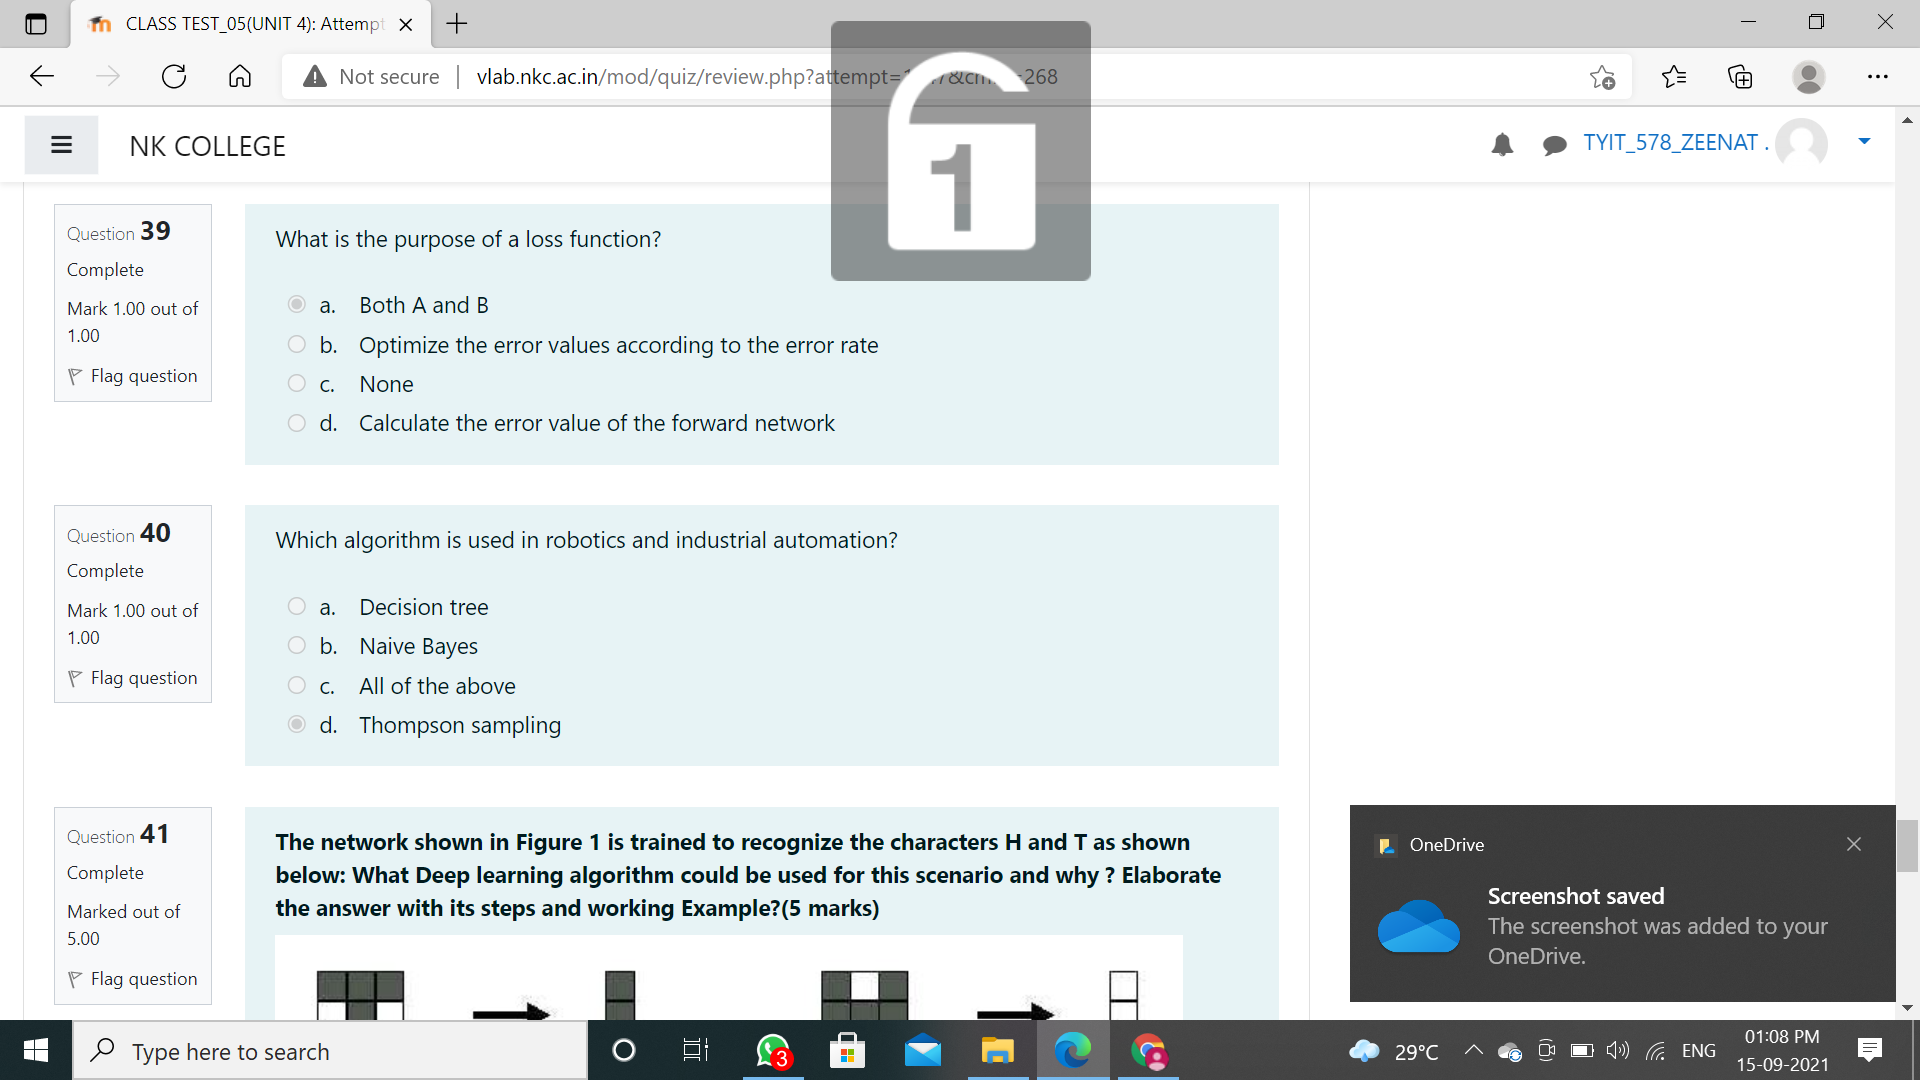 CLASS TEST_05(UNIT 4): Attempt
Not secure
vlab.nkc.ac.in/mod/quiz/review.php?attempt=
268
1
NK COLLEGE
TYIT_578_ZEENAT .
Question 39
Complete
Mark 1.00 out of
1.00
Flag question
What is the purpose of a loss function?
a. Both A and B
b. Optimize the error values according to the error rate
c. None
d. Calculate the error value of the forward network
Question 40
Complete
Mark 1.00 out of
1.00
Flag question
Which algorithm is used in robotics and industrial automation?
a. Decision tree
b. Naive Bayes
c. All of the above
d. Thompson sampling
Question 41
Complete
Marked out of
5.00
Flag question
The network shown in Figure 1 is trained to recognize the characters H and T as shown
below: What Deep learning algorithm could be used for this scenario and why ? Elaborate
the answer with its steps and working Example?(5 marks)
OneDrive
Screenshot saved
The screenshot was added to your
OneDrive.
Type here to search
3
29°C
ENG
01:08 PM
15-09-2021